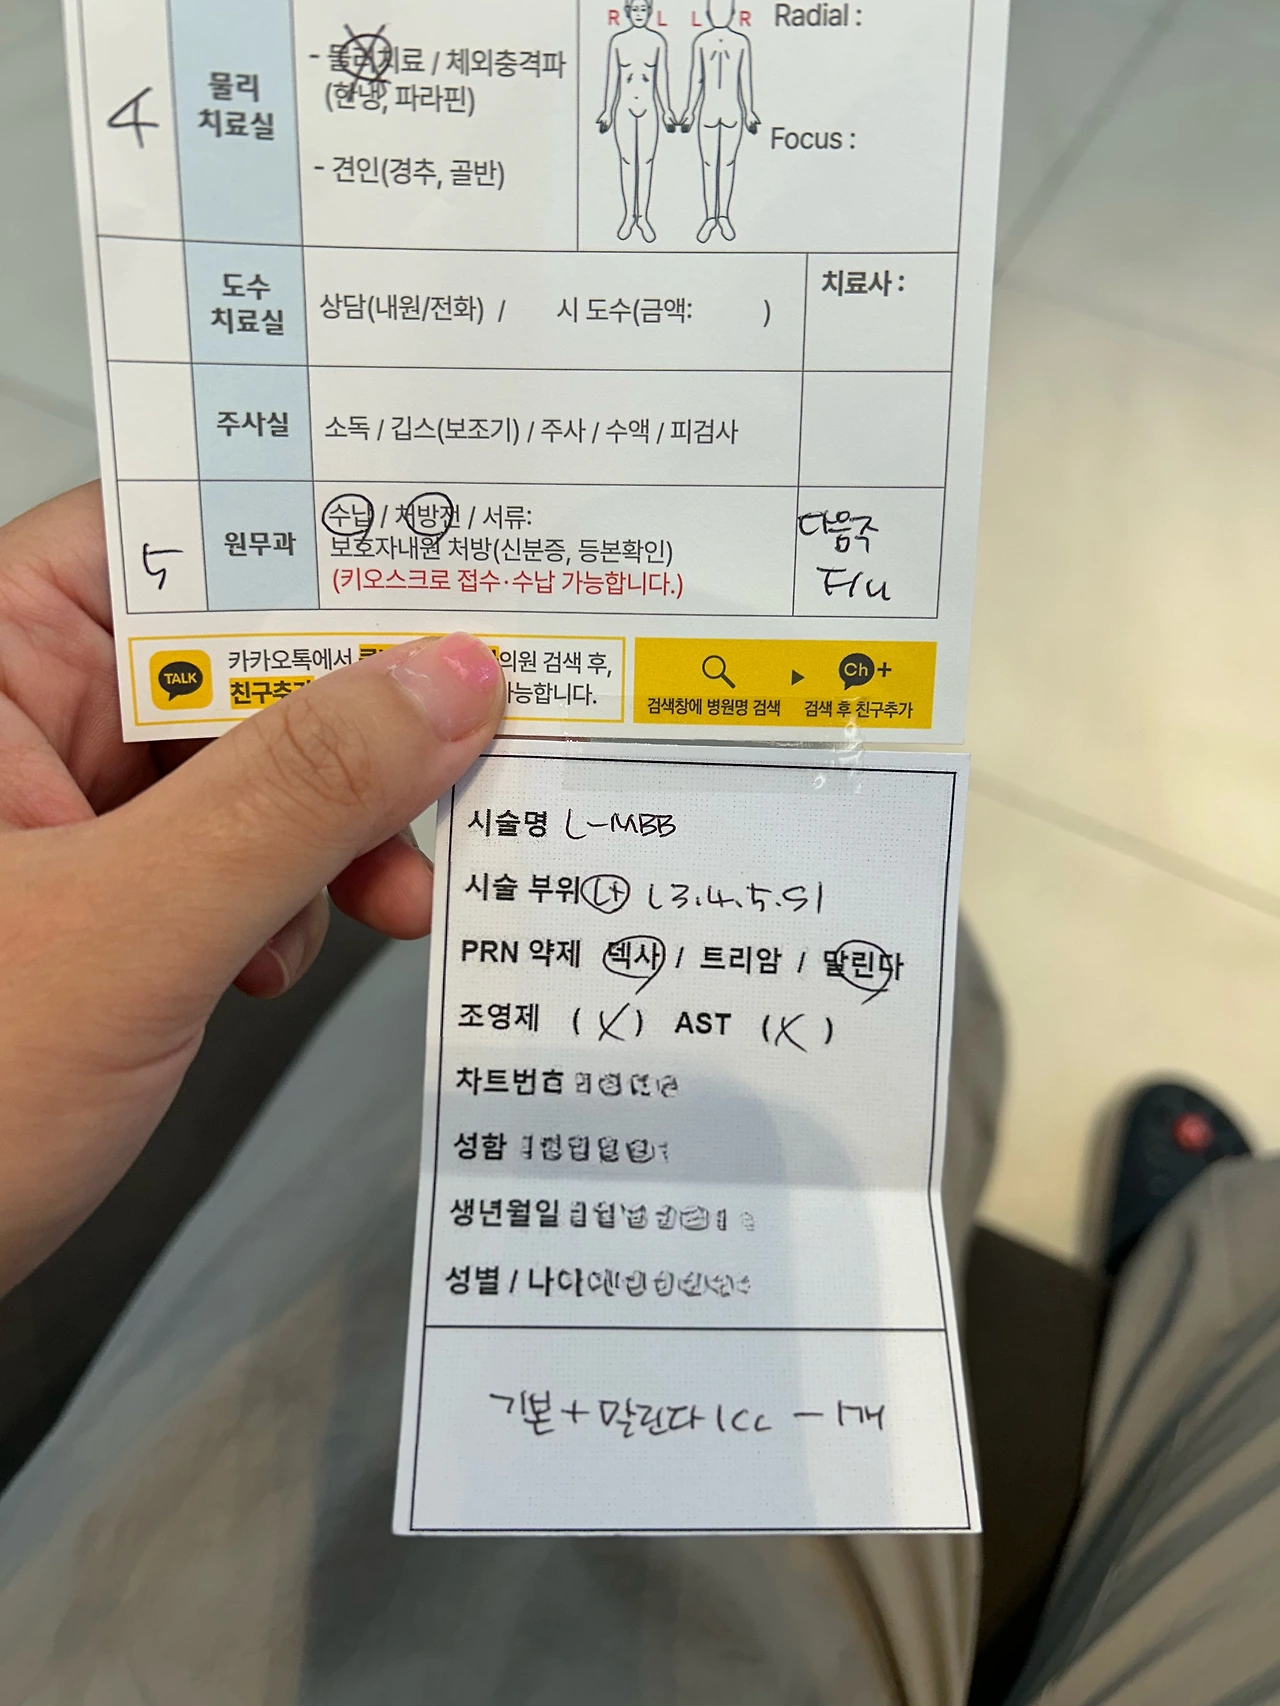 R L L R Radial :
4 물리 치료실
- 물리치료 / 체외충격파
(한냉, 파라핀)
Focus :
- 견인(경추, 골반)
도수 치료실
상담(내원/전화) / 시 도수(금액: )
치료사 :
주사실
소독 / 깁스(보조기) / 주사 / 수액 / 피검사
5 원무과
수납 / 처방전 / 서류:
보호자내원 처방(신분증, 등본확인)
(키오스크로 접수·수납 가능합니다.)
다음주
F/U
TALK
카카오톡에서 의원 검색 후,
친구추가 가능합니다.
Ch+
검색창에 병원명 검색 검색 후 친구추가
시술명 L-MBB
시술 부위 Lt L3.4.5.S1
PRN 약제 덱사 / 트리암 / 말린다
조영제 (X) AST (X)
차트번호
성함
생년월일
성별 / 나이
기본 + 말린다 1cc - 1개